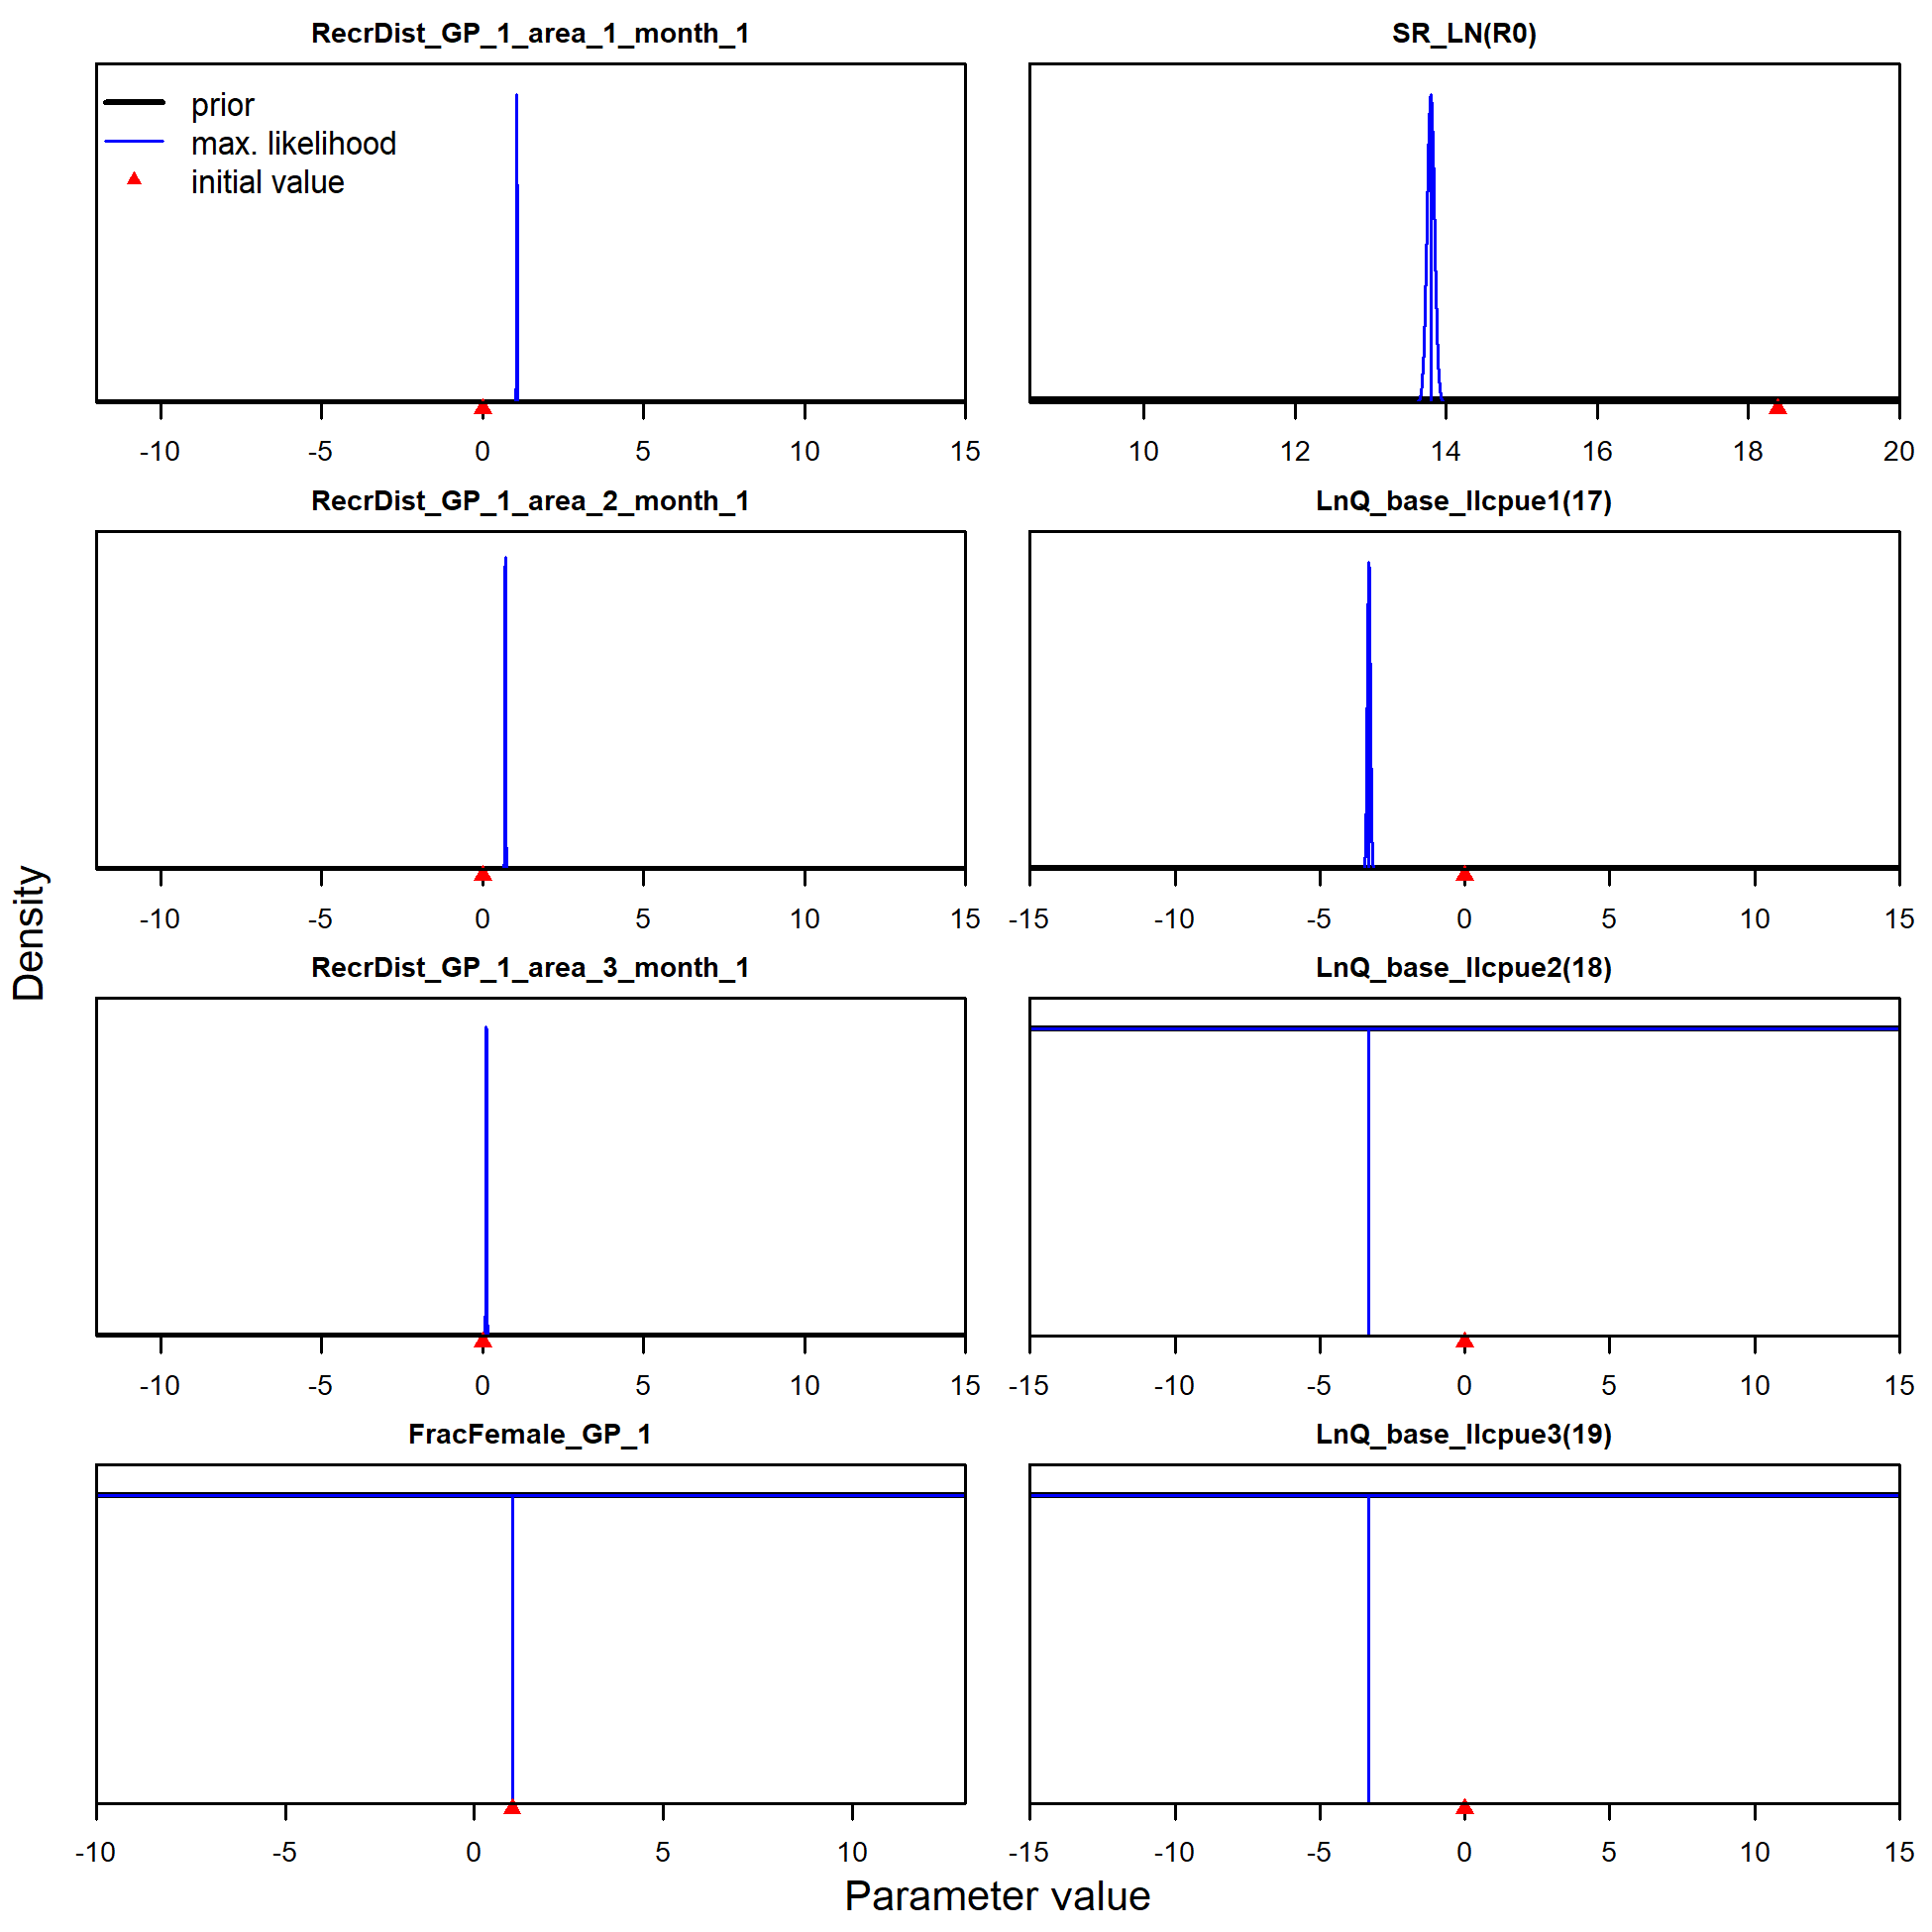 RecrDist_GP_1_area_1_month_1
prior
max. likelihood
initial value
-10 -5 0 5 10 15
SR_LN(R0)
10 12 14 16 18 20
RecrDist_GP_1_area_2_month_1
-10 -5 0 5 10 15
LnQ_base_llcpue1(17)
-15 -10 -5 0 5 10 15
RecrDist_GP_1_area_3_month_1
-10 -5 0 5 10 15
LnQ_base_llcpue2(18)
-15 -10 -5 0 5 10 15
FracFemale_GP_1
-10 -5 0 5 10
LnQ_base_llcpue3(19)
-15 -10 -5 0 5 10 15
Density
Parameter value